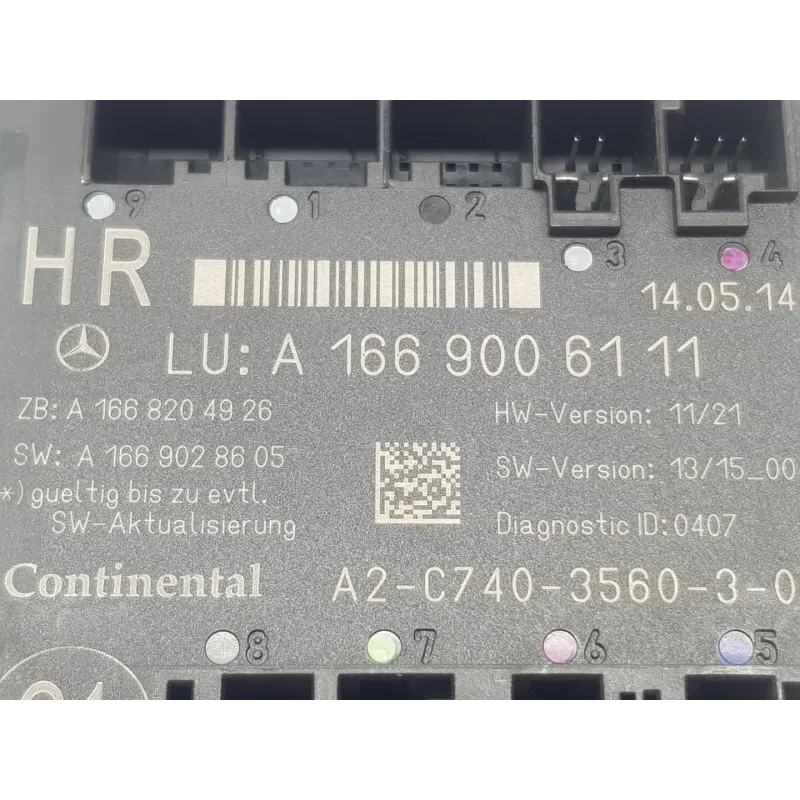 9 1 2
3 4
HR
14.05.14
LU: A 166 900 61 11
ZB: A 166 820 49 26
HW-Version: 11/21
SW: A 166 902 86 05
SW-Version: 13/15_00
*) gueltig bis zu evtl.
SW-Aktualisierung
Diagnostic ID: 0407
Continental
A2-C740-3560-3-0
8 7 6 5